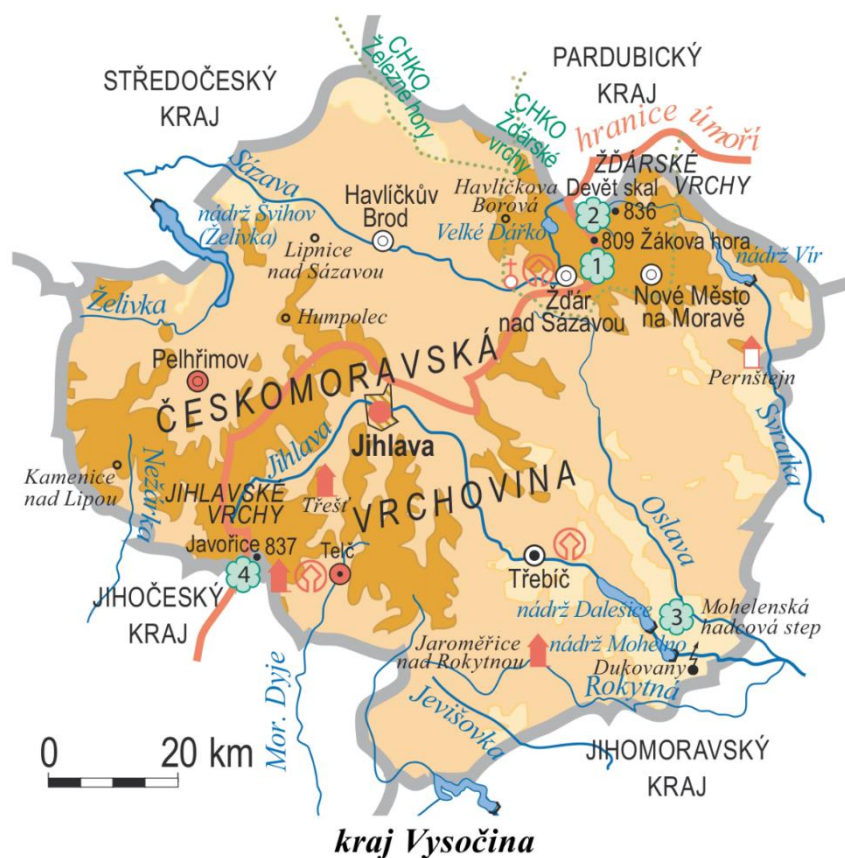 STŘEDOČESKÝ
KRAJ
CHKO
Železné hory
PARDUBICKÝ
KRAJ
CHKO
Žďárské
vrchy
hranice úmoří
ŽĎÁRSKÉ
VRCHY
Devět skal
2
836
Sázava
Havlíčkův
Brod
Havlíčkova
Borová
Velké Dářko
nádrž Švihov
(Želivka)
Lipnice
nad Sázavou
809 Žákova hora
1
nádrž Vír
Želivka
Humpolec
Žďár
nad Sázavou
Nové Město
na Moravě
Pelhřimov
Pernštejn
ČESKOMORAVSKÁ
VRCHOVINA
Svratka
Jihlava
Jihlava
Nežárka
Kamenice
nad Lipou
JIHLAVSKÉ
VRCHY
Třešť
Oslava
Javořice 837
4
Telč
Třebíč
JIHOČESKÝ
KRAJ
nádrž Dalešice
3
Mohelenská
hadcová step
Jaroměřice
nad Rokytnou
nádrž Mohelno
Dukovany
Rokytná
Mor. Dyje
Jevišovka
0 20 km
JIHOMORAVSKÝ
KRAJ
kraj Vysočina